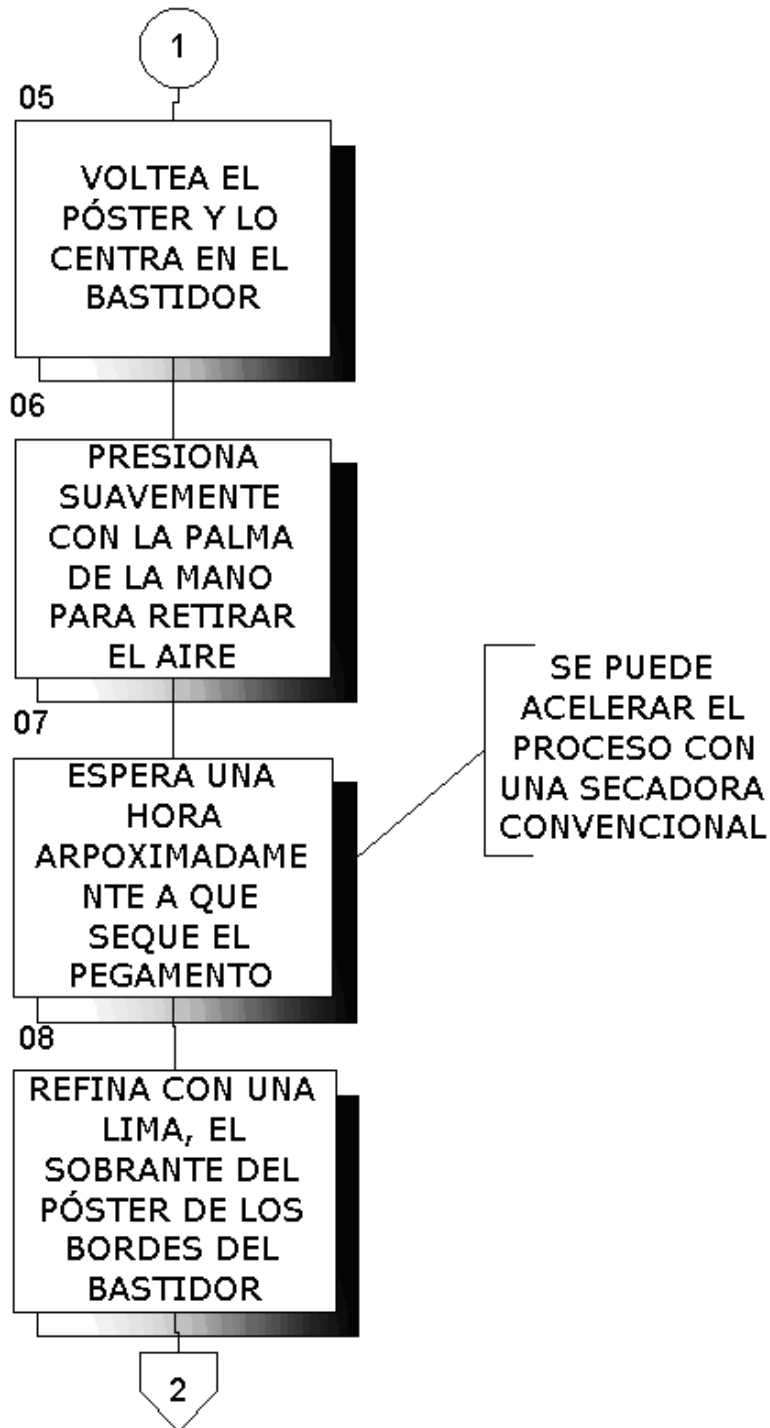 1
05
VOLTEA EL
PÓSTER Y LO
CENTRA EN EL
BASTIDOR
06
PRESIONA
SUAVEMENTE
CON LA PALMA
DE LA MANO
PARA RETIRAR
EL AIRE
07
ESPERA UNA
HORA
ARPOXIMADAME
NTE A QUE
SEQUE EL
PEGAMENTO
SE PUEDE
ACELERAR EL
PROCESO CON
UNA SECADORA
CONVENCIONAL
08
REFINA CON UNA
LIMA, EL
SOBRANTE DEL
PÓSTER DE LOS
BORDES DEL
BASTIDOR
2